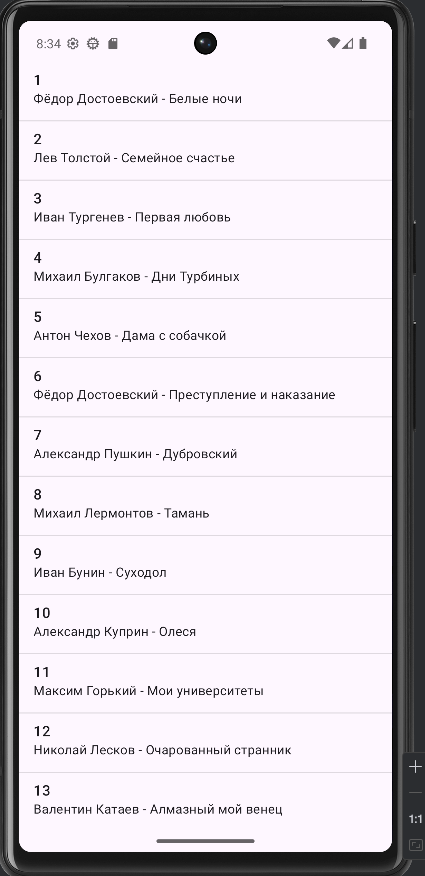 8:34
1
Фёдор Достоевский - Белые ночи
2
Лев Толстой - Семейное счастье
3
Иван Тургенев - Первая любовь
4
Михаил Булгаков - Дни Турбиных
5
Антон Чехов - Дама с собачкой
6
Фёдор Достоевский - Преступление и наказание
7
Александр Пушкин - Дубровский
8
Михаил Лермонтов - Тамань
9
Иван Бунин - Суходол
10
Александр Куприн - Олеся
11
Максим Горький - Мои университеты
12
Николай Лесков - Очарованный странник
13
Валентин Катаев - Алмазный мой венец
1:1